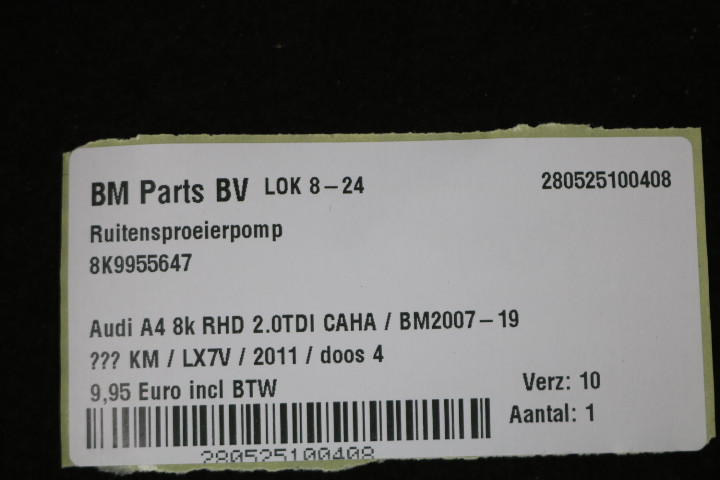 BM Parts BV LOK 8-24 280525100408
Ruitensproeierpomp
8K9955647
Audi A4 8k RHD 2.0TDI CAHA / BM2007-19
??? KM / LX7V / 2011 / doos 4
9,95 Euro incl BTW Verz: 10
Aantal: 1
280525100408